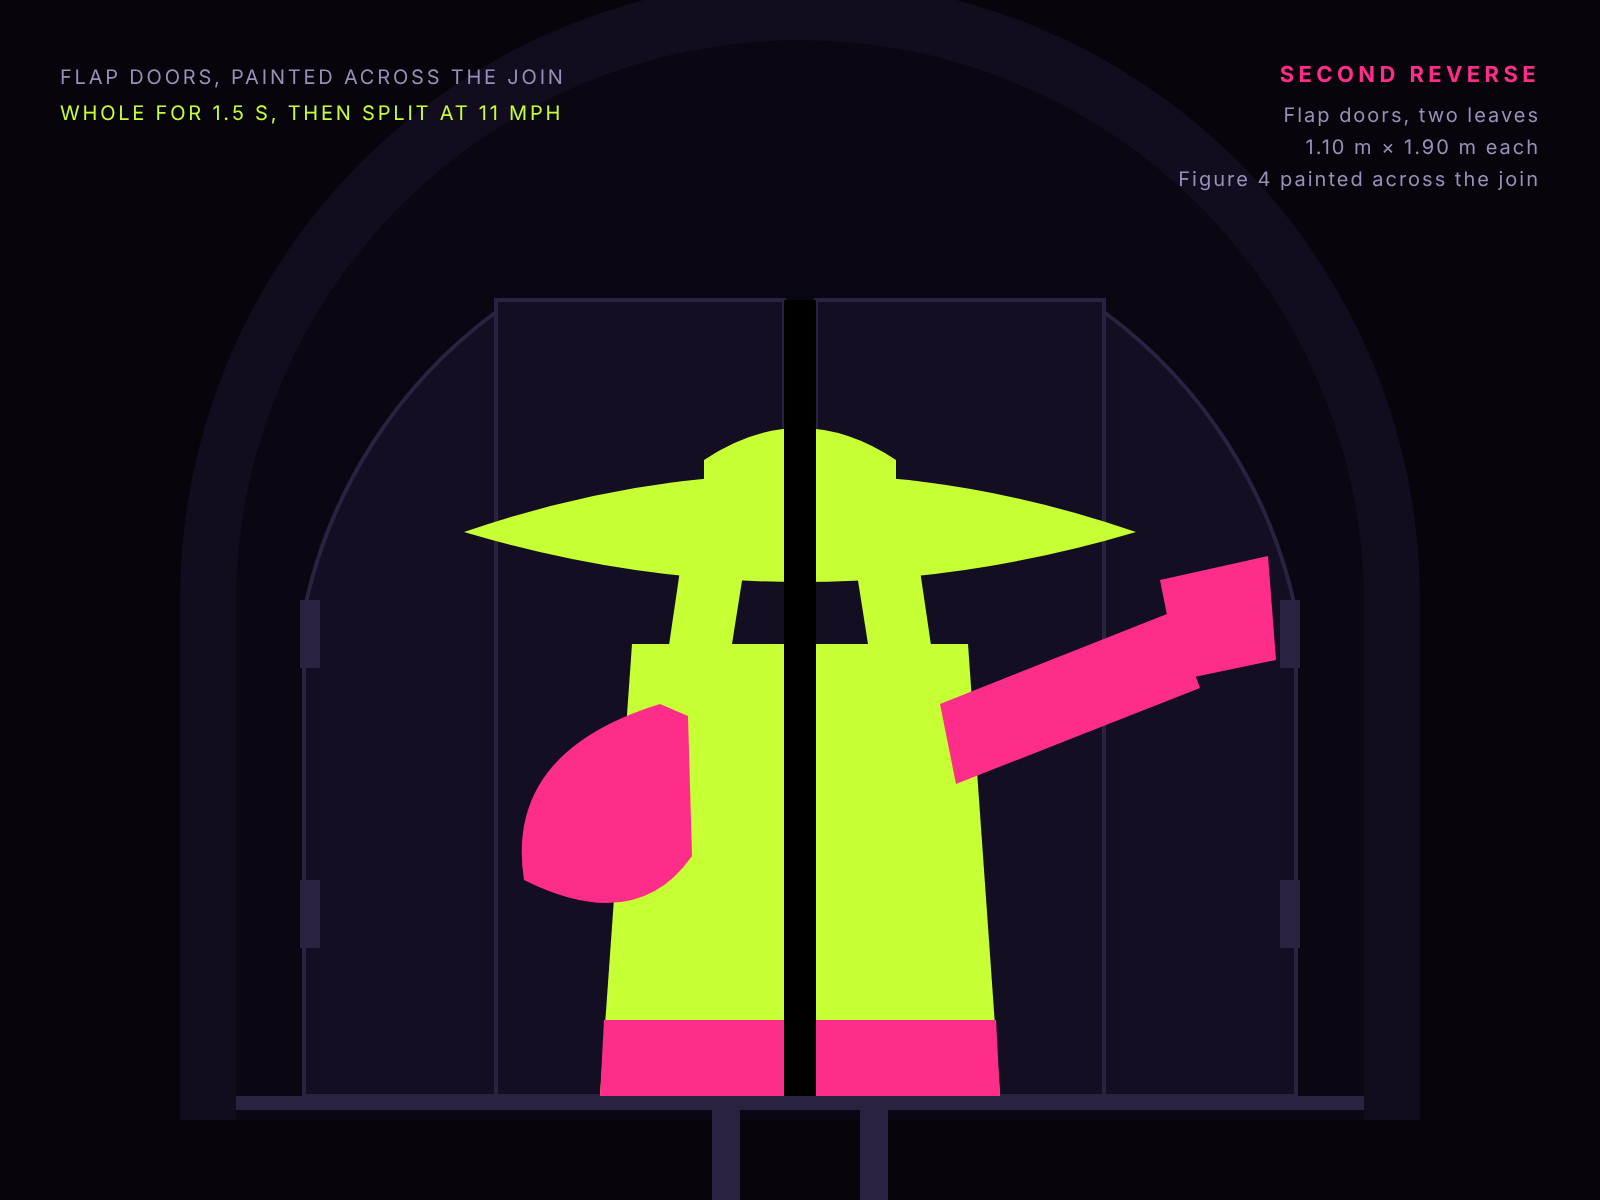 FLAP DOORS, PAINTED ACROSS THE JOIN
WHOLE FOR 1.5 S, THEN SPLIT AT 11 MPH
SECOND REVERSE
Flap doors, two leaves
1.10 m × 1.90 m each
Figure 4 painted across the join